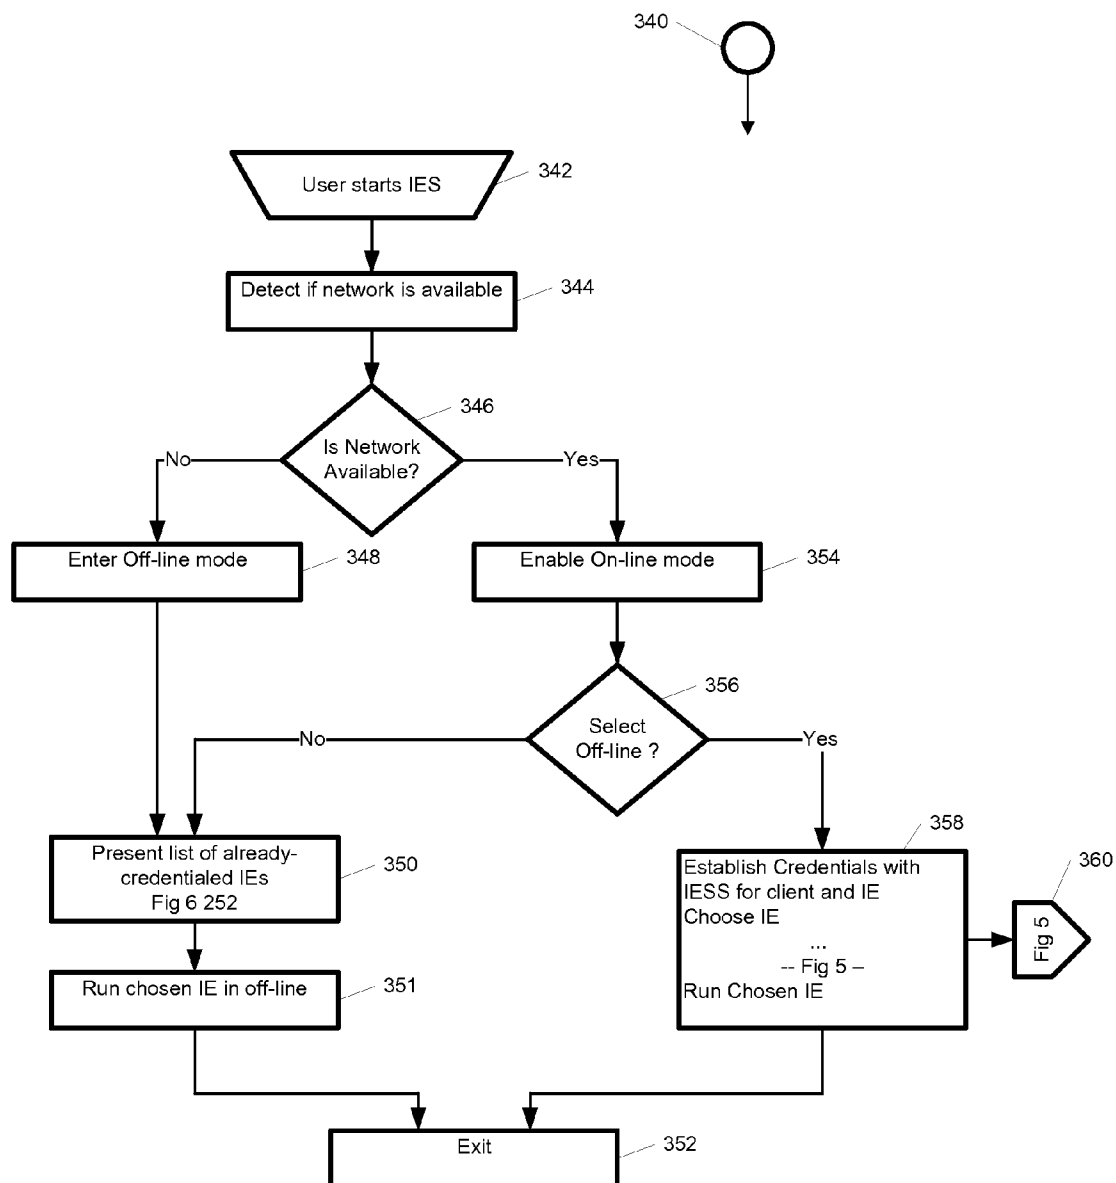 340
User starts IES
342
Detect if network is available
344
346
Is Network
Available?
No
Yes
Enter Off-line mode
348
Enable On-line mode
354
356
Select
Off-line ?
No
Yes
358
Present list of already-
credentialed IEs
Fig 6 252
350
Establish Credentials with
IESS for client and IE
Choose IE
...
-- Fig 5 –
Run Chosen IE
360
Fig 5
Run chosen IE in off-line
351
Exit
352